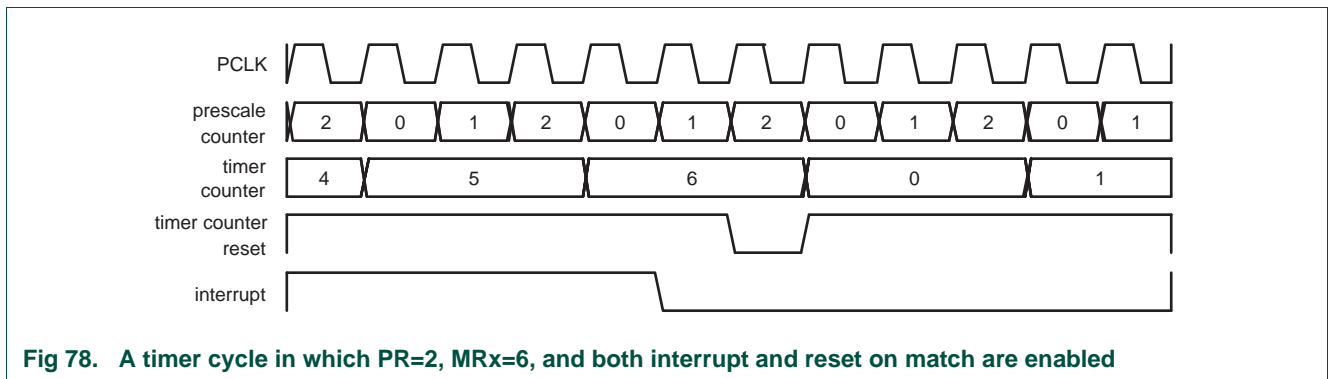 PCLK
prescale
counter
2 0 1 2 0 1 2 0 1 2 0 1
timer
counter
4 5 6 0 1
timer counter
reset
interrupt
Fig 78. A timer cycle in which PR=2, MRx=6, and both interrupt and reset on match are enabled